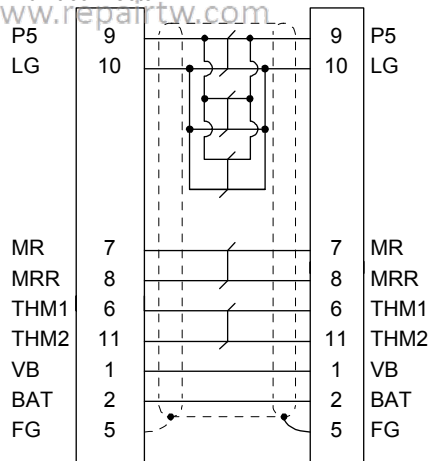 ww.repairtw.com
P5 9 9 P5
LG 10 10 LG
MR 7 7 MR
MRR 8 8 MRR
THM1 6 6 THM1
THM2 11 11 THM2
VB 1 1 VB
BAT 2 2 BAT
FG 5 5 FG